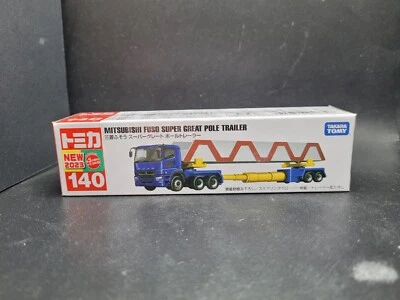 トミカ
NEW
2023
140
MITSUBISHI FUSO SUPER GREAT POLE TRAILER
三菱ふそう スーパーグレート ポールトレーラー
TAKARA
TOMY